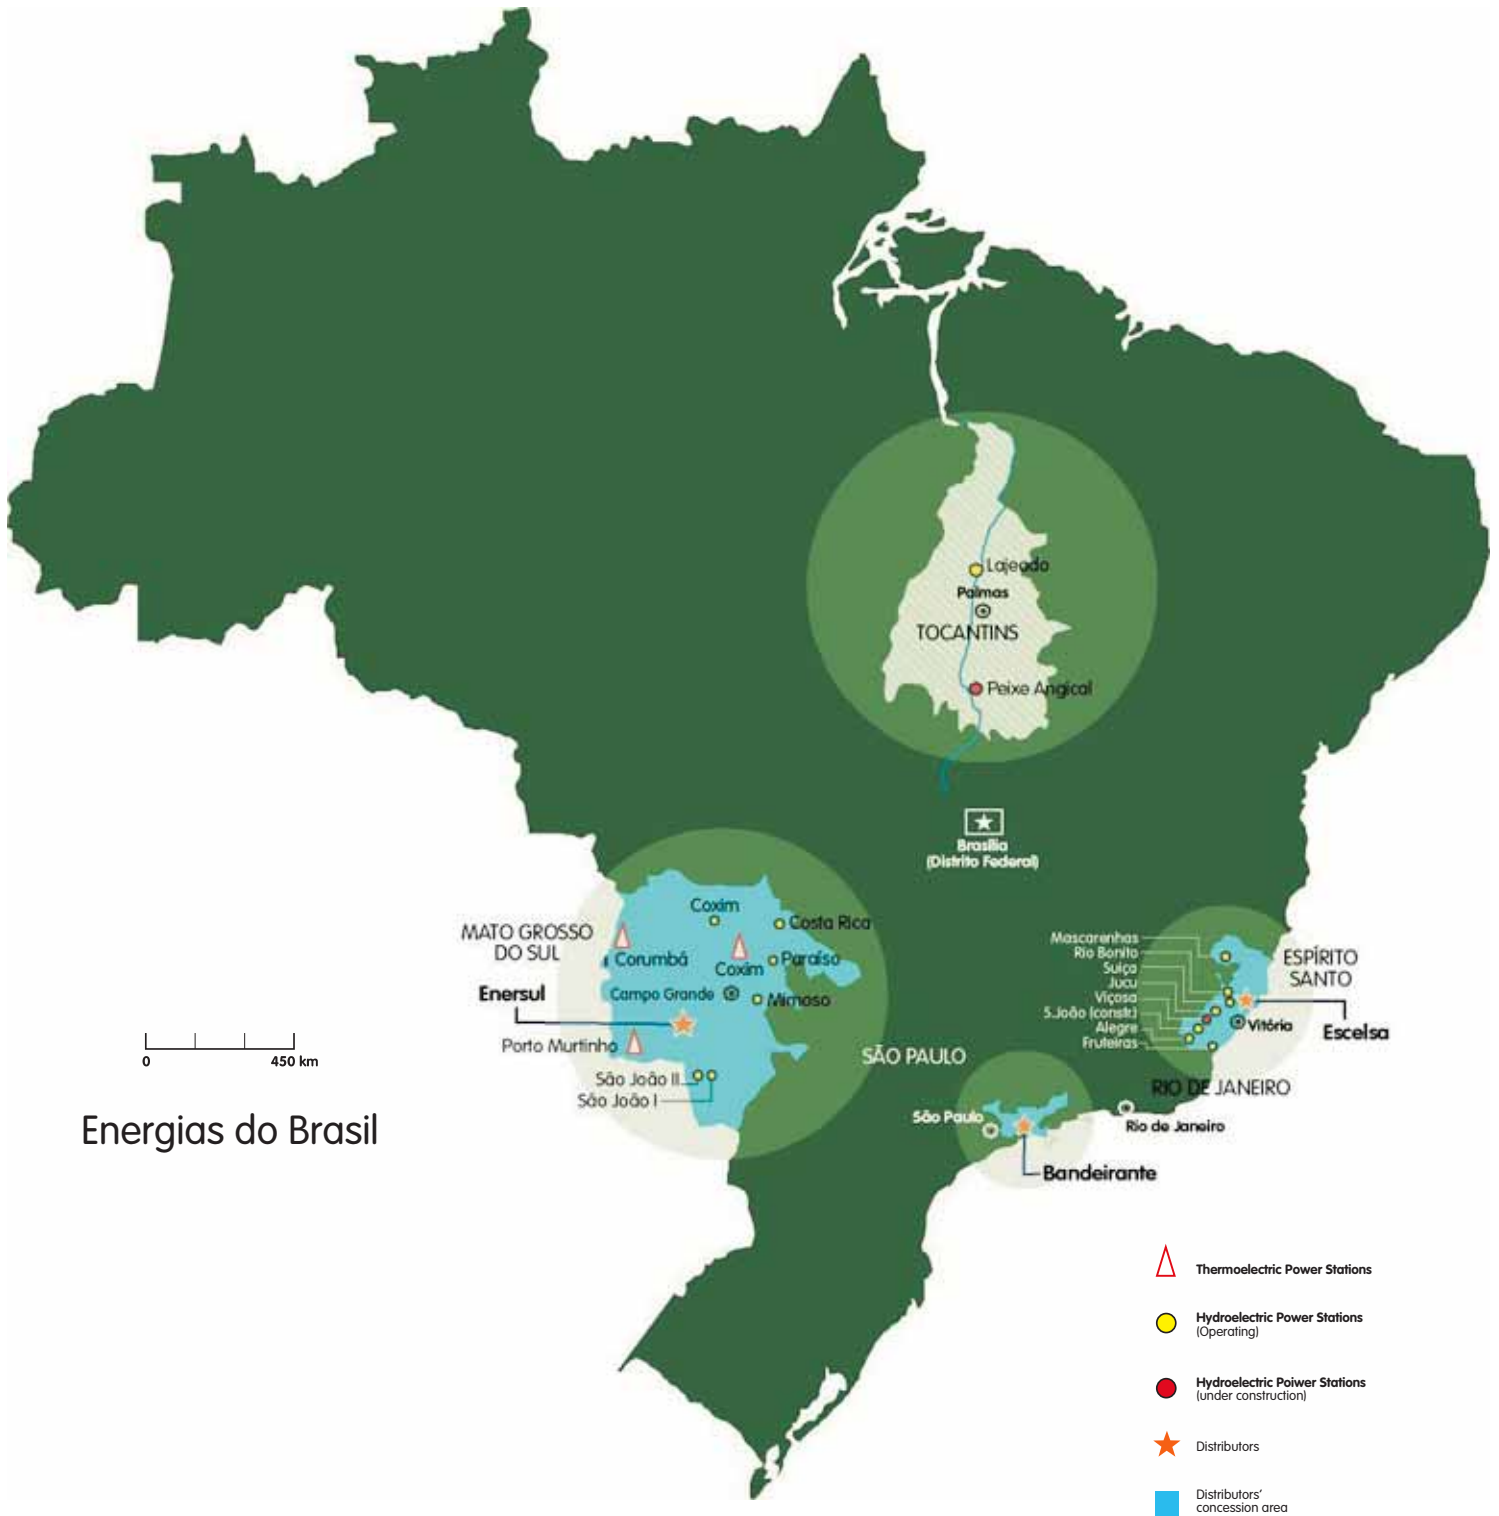 Lajeado
Palmas
TOCANTINS
Peixe Angical
Brasília
(Distrito Federal)
MATO GROSSO
DO SUL
Coxim
Costa Rica
Corumbá
Coxim
Paraíso
Enersul
Campo Grande
Mimoso
Porto Murtinho
São João II
São João I
Mascarenhas
Rio Bonito
Suiça
Jucu
Viçosa
S.João (constr.)
Alegre
Fruteiras
ESPÍRITO
SANTO
Vitória
Escelsa
SÃO PAULO
RIO DE JANEIRO
São Paulo
Rio de Janeiro
Bandeirante
0 450 km
Energias do Brasil
Thermoelectric Power Stations
Hydroelectric Power Stations
(Operating)
Hydroelectric Poiwer Stations
(under construction)
Distributors
Distributors'
concession area